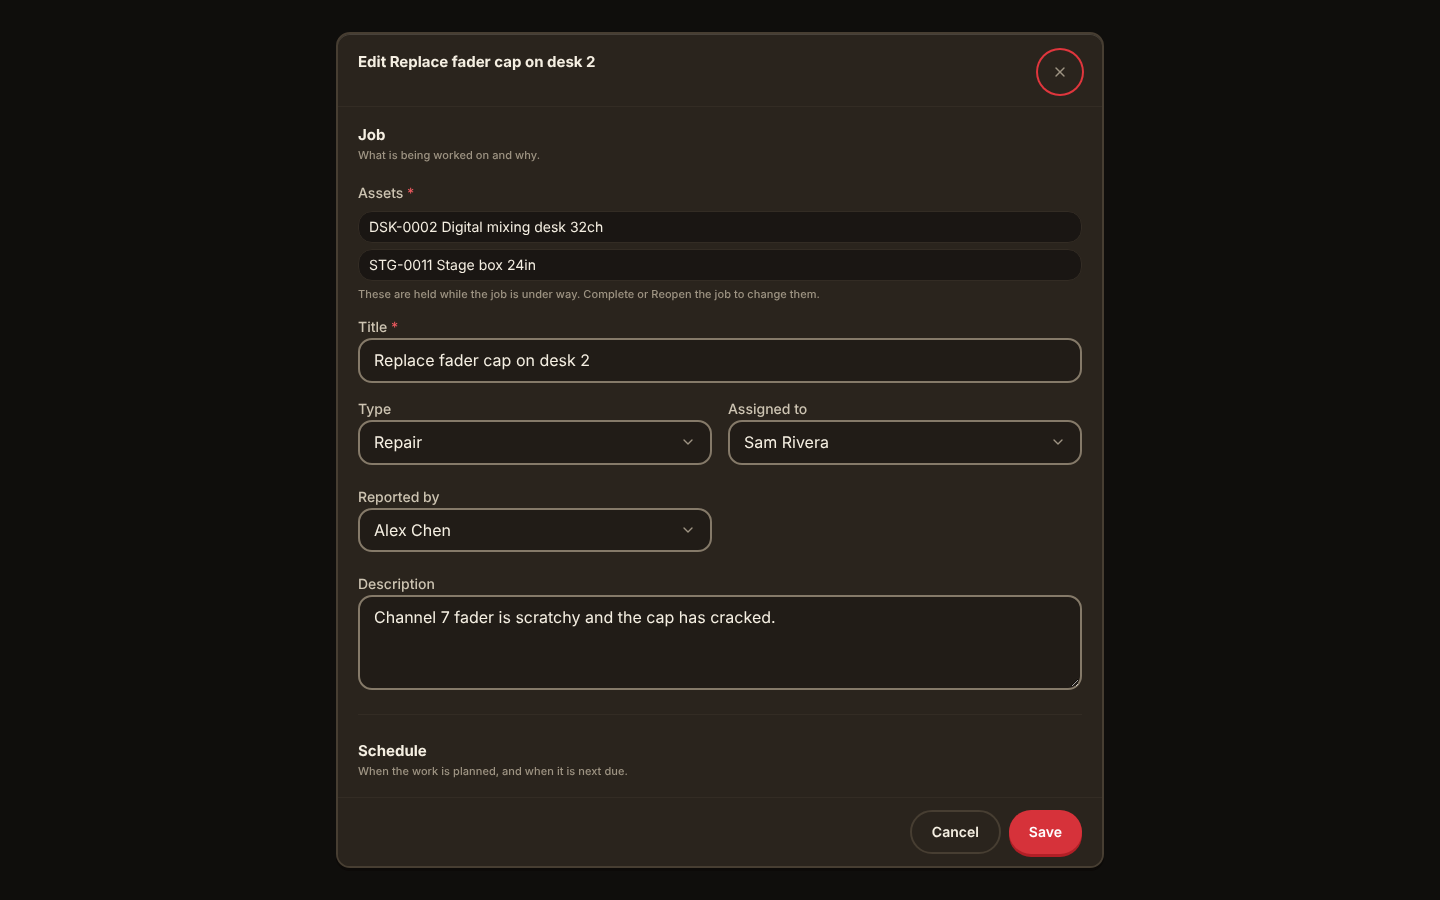 Edit Replace fader cap on desk 2
Job
What is being worked on and why.
Assets *
DSK-0002 Digital mixing desk 32ch
STG-0011 Stage box 24in
These are held while the job is under way. Complete or Reopen the job to change them.
Title *
Replace fader cap on desk 2
Type
Assigned to
Repair
Sam Rivera
Reported by
Alex Chen
Description
Channel 7 fader is scratchy and the cap has cracked.
Schedule
When the work is planned, and when it is next due.
Cancel
Save